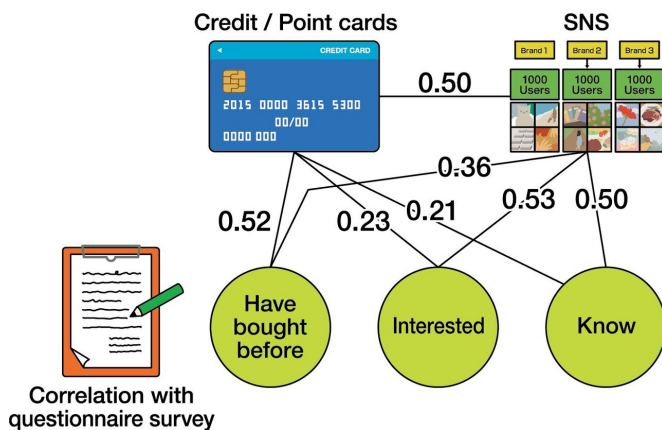 Credit / Point cards
SNS
CREDIT CARD
2015 0000 3615 5300
00/00
0000 000
Brand 1
Brand 2
Brand 3
1000
Users
1000
Users
1000
Users
0.50
0.36
0.52
0.23
0.21
0.53
0.50
Have
bought
before
Interested
Know
Correlation with
questionnaire survey